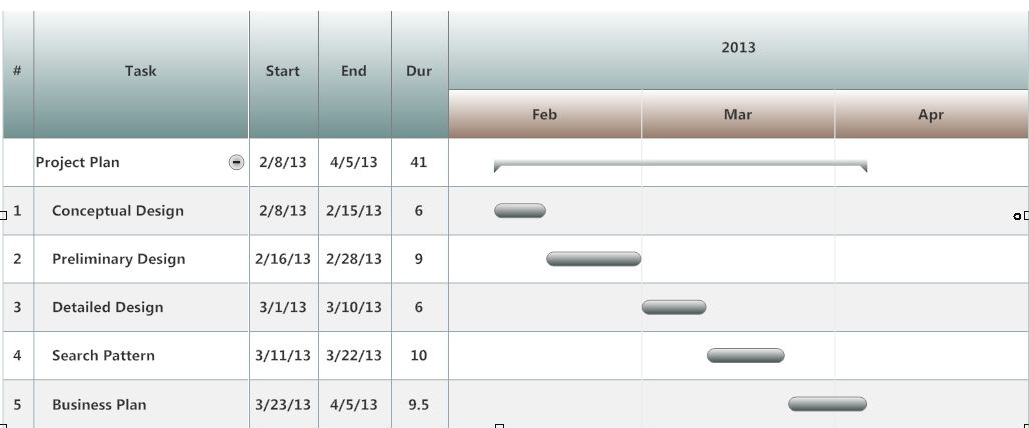 # Task Start End Dur 2013
Feb Mar Apr
Project Plan 2/8/13 4/5/13 41
1 Conceptual Design 2/8/13 2/15/13 6
2 Preliminary Design 2/16/13 2/28/13 9
3 Detailed Design 3/1/13 3/10/13 6
4 Search Pattern 3/11/13 3/22/13 10
5 Business Plan 3/23/13 4/5/13 9.5